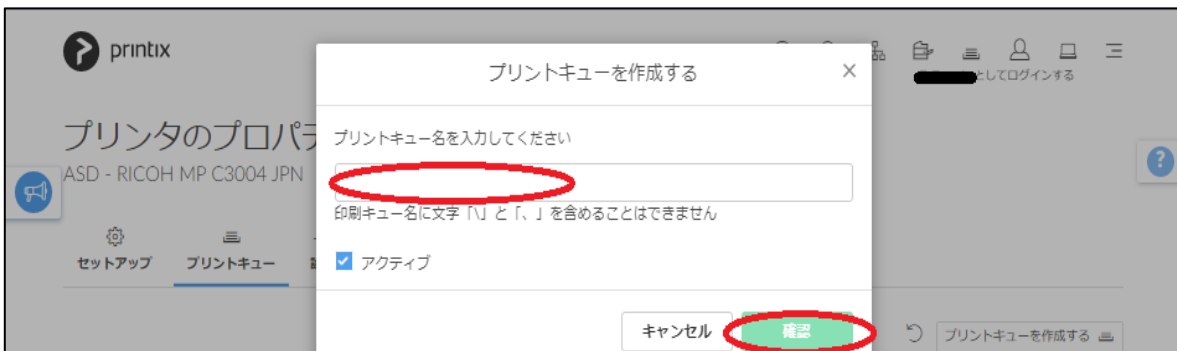 printix
プリントキューを作成する
としてログインする
プリンタのプロパテ
ASD - RICOH MP C3004 JPN
プリントキュー名を入力してください
印刷キュー名に文字「\」と「、」を含めることはできません
アクティブ
セットアップ
プリントキュー
キャンセル
確認
プリントキューを作成する